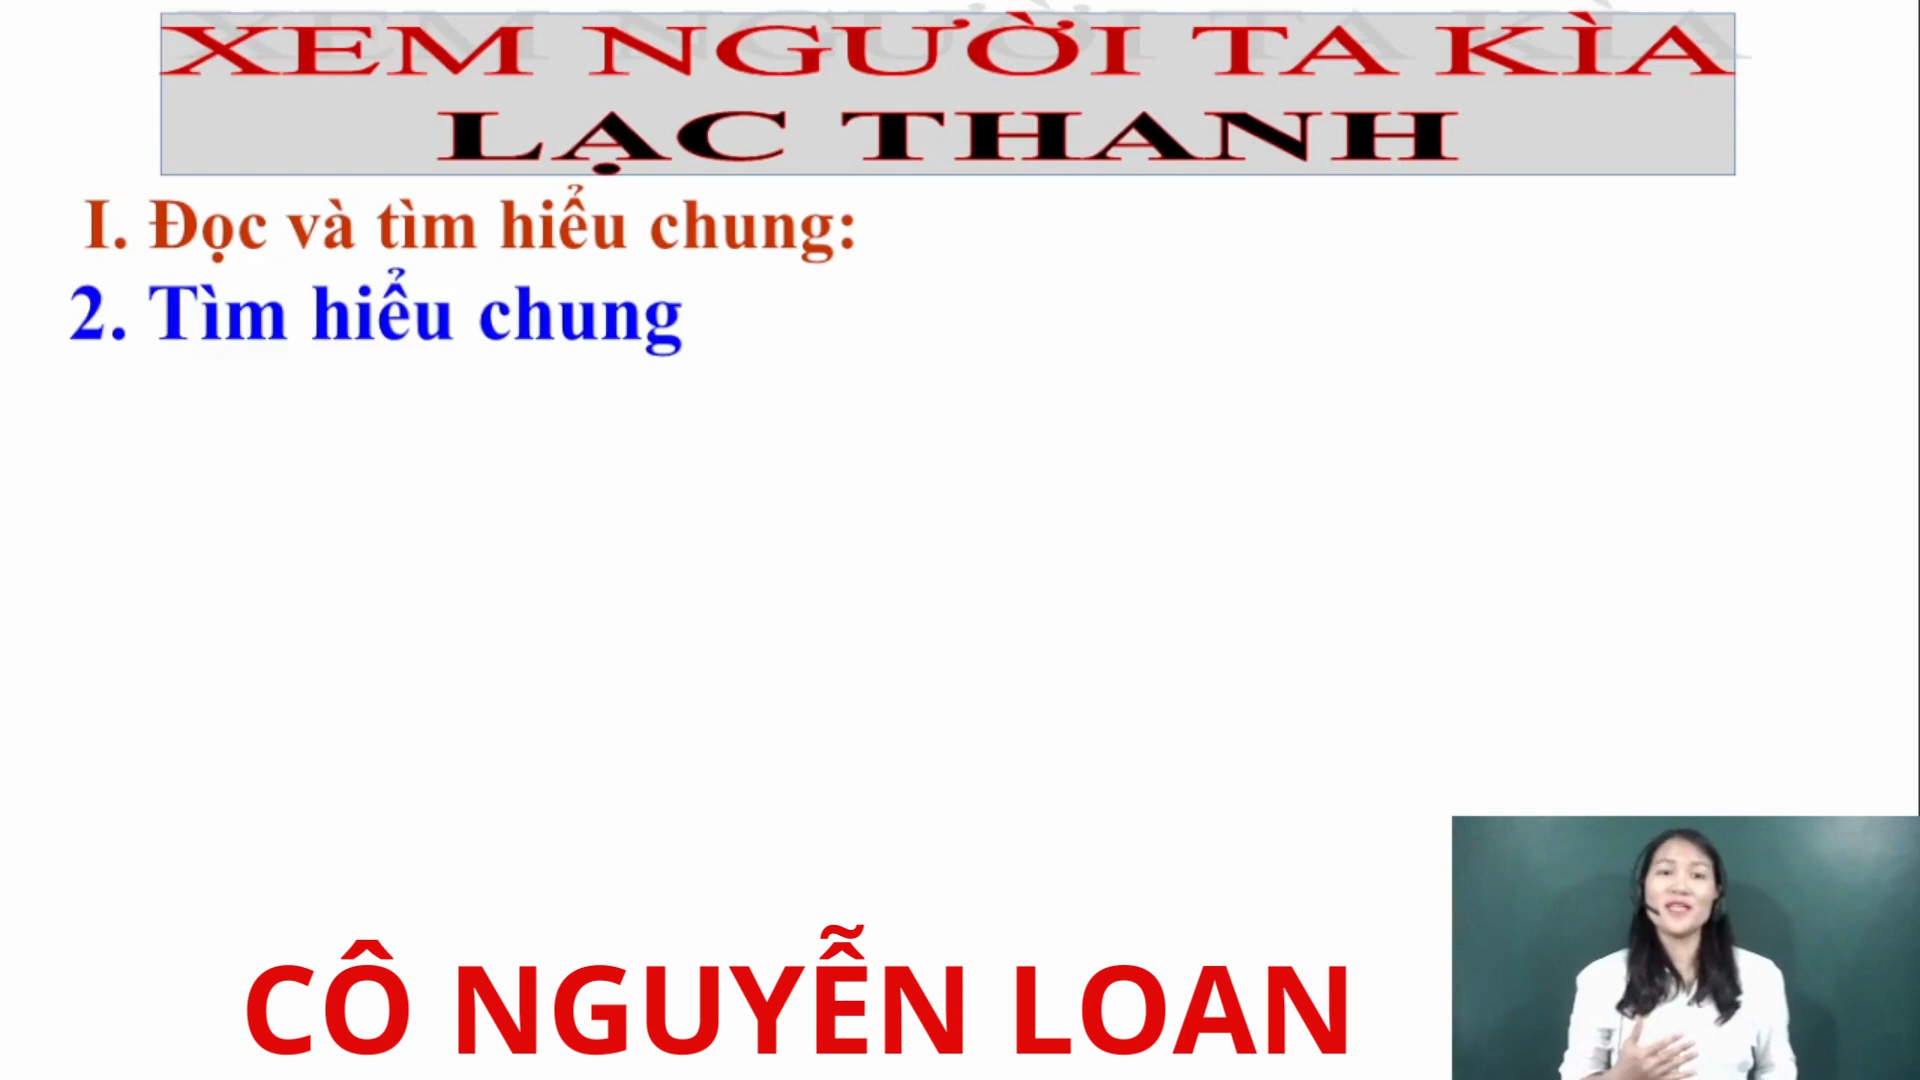 XEM NGƯỜI TA KÌA
LẠC THANH
I. Đọc và tìm hiểu chung:
2. Tìm hiểu chung
CÔ NGUYỄN LOAN